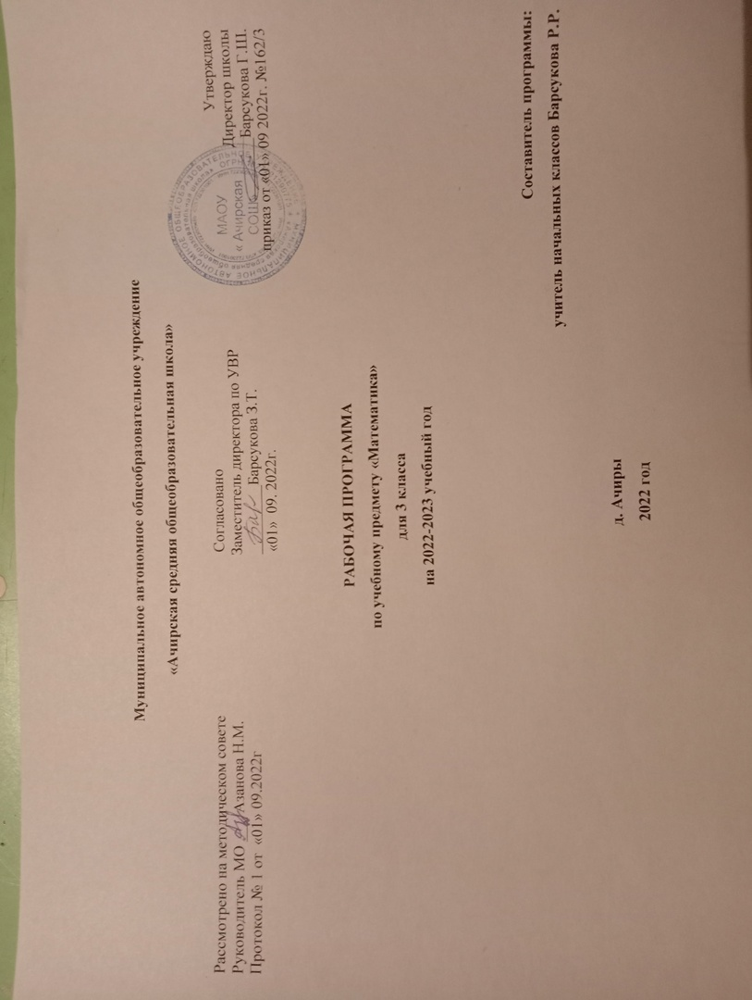 Муниципальное автономное общеобразовательное учреждение
«Ачирская средняя общеобразовательная школа»
Рассмотрено на методическом совете
Руководитель МО Азанова Н.М.
Протокол № 1 от «01» 09.2022г
Согласовано
Заместитель директора по УВР
Барсукова З.Т.
«01» 09. 2022г.
Утверждаю
Директор школы
Барсукова Г.Ш.
приказ от «01» 09 2022г. №162/3
МАОУ
« Ачирская
СОШ
РАБОЧАЯ ПРОГРАММА
по учебному предмету «Математика»
для 3 класса
на 2022-2023 учебный год
Составитель программы:
учитель начальных классов Барсукова Р.Р.
д. Ачиры
2022 год